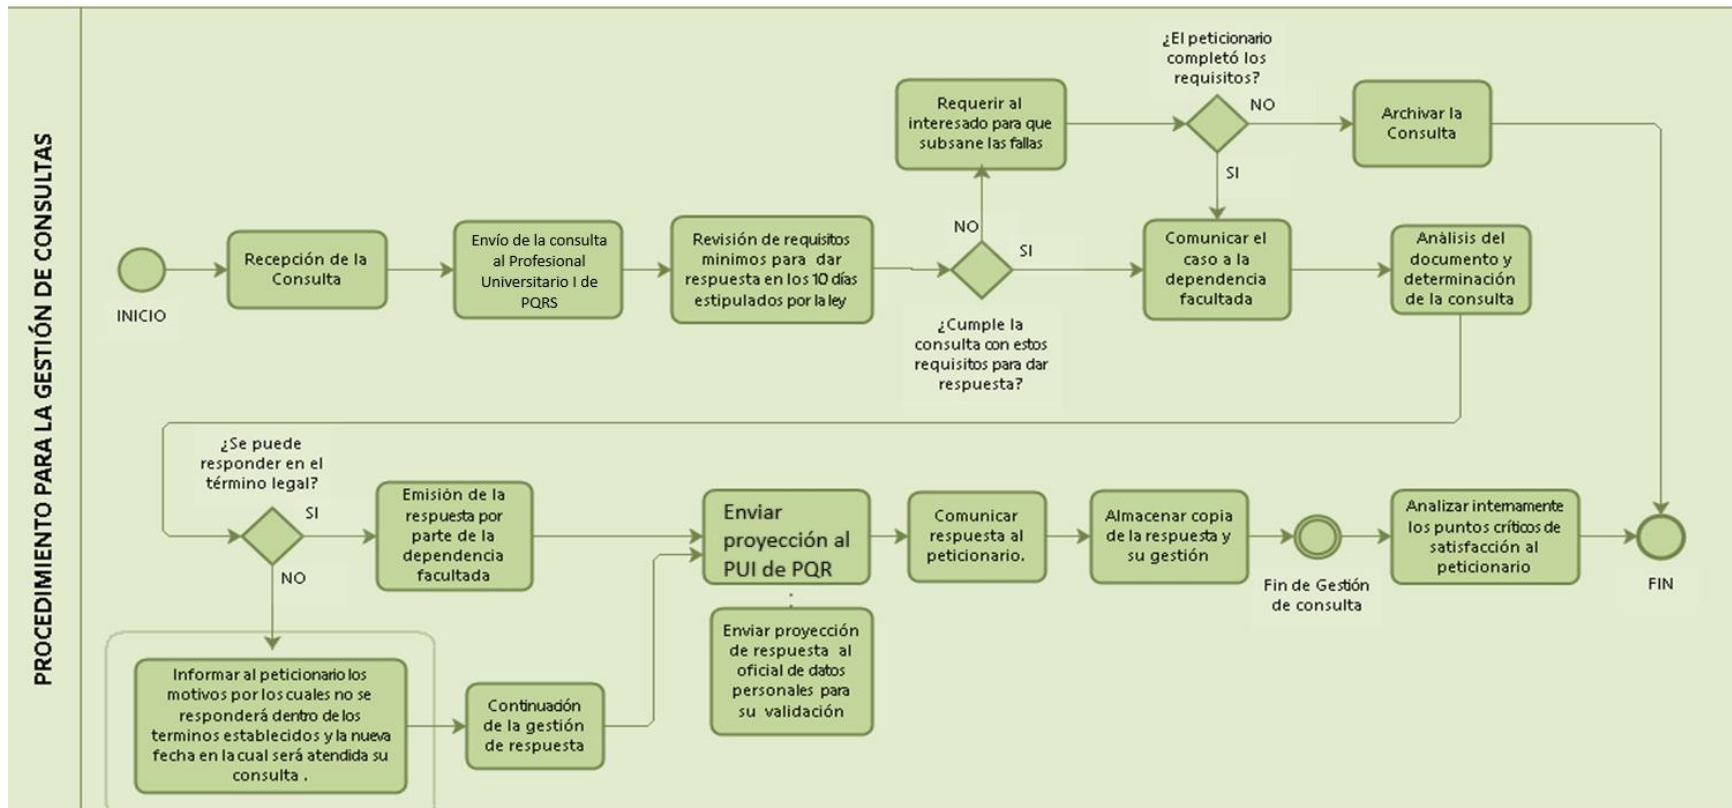 PROCEDIMIENTO PARA LA GESTIÓN DE CONSULTAS
INICIO
Recepción de la
Consulta
Envío de la consulta
al Profesional
Universitario I de
PQRS
Revisión de requisitos
minimos para dar
respuesta en los 10 días
estipulados por la ley
¿Cumple la
consulta con estos
requisitos para dar
respuesta?
NO
SI
Requerir al
interesado para que
subsane las fallas
¿El peticionario
completó los
requisitos?
NO
SI
Archivar la
Consulta
Comunicar el
caso a la
dependencia
facultada
Análisis del
documento y
determinación
de la consulta
¿Se puede
responder en el
término legal?
SI
NO
Emisión de la
respuesta por
parte de la
dependencia
facultada
Informar al peticionario los
motivos por los cuales no se
responderá dentro de los
terminos establecidos y la nueva
fecha en la cual será atendida su
consulta .
Continuación
de la gestión
de respuesta
Enviar
proyección al
PUI de PQR
Enviar proyección
de respuesta al
oficial de datos
personales para
su validación
Comunicar
respuesta al
peticionario.
Almacenar copia
de la respuesta y
su gestión
Fin de Gestión
de consulta
Analizar internamente
los puntos críticos de
satisfacción al
peticionario
FIN